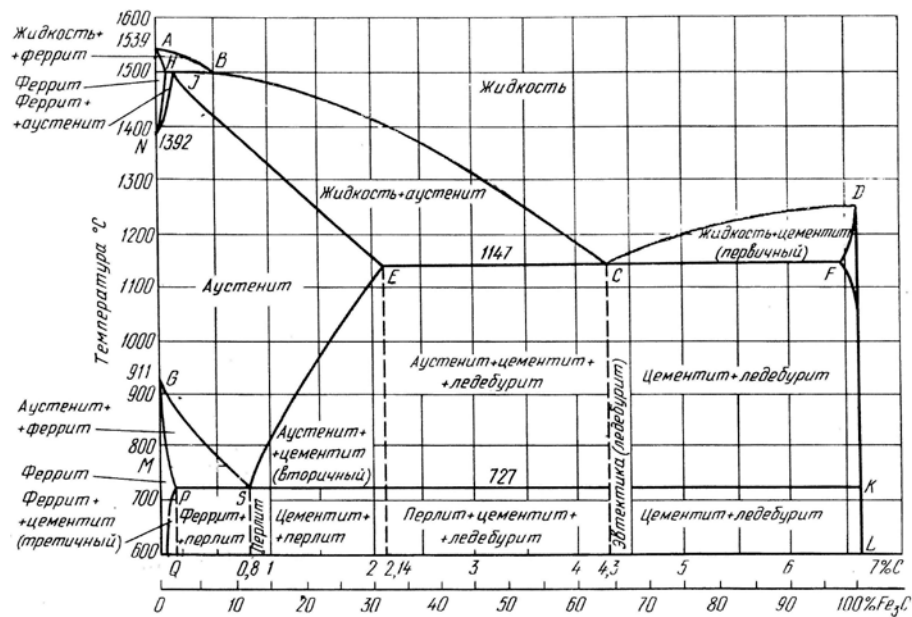 1600
1539
Жидкость+
+феррит
A
H
B
1500
J
Феррит
Феррит+
+аустенит
1400
N
1392
Жидкость
1300
Жидкость+аустенит
D
1200
Жидкость+цементит
(первичный)
1147
E
C
F
1100
Температура °С
Аустенит
1000
911
G
900
Аустенит+цементит+
+ледебурит
Цементит+ледебурит
Аустенит+
+феррит
800
M
Аустенит+
+цементит
(вторичный)
Эвтектика (ледебурит)
727
Феррит
700
P
S
K
Феррит+
+цементит
(третичный)
Феррит+
+перлит
Перлит
Цементит+
+перлит
Перлит+цементит+
+ледебурит
Цементит+ледебурит
600
L
Q
0,8
1
2
2,14
3
4
4,3
5
6
7%C
0
10
20
30
40
50
60
70
80
90
100%Fe₃C